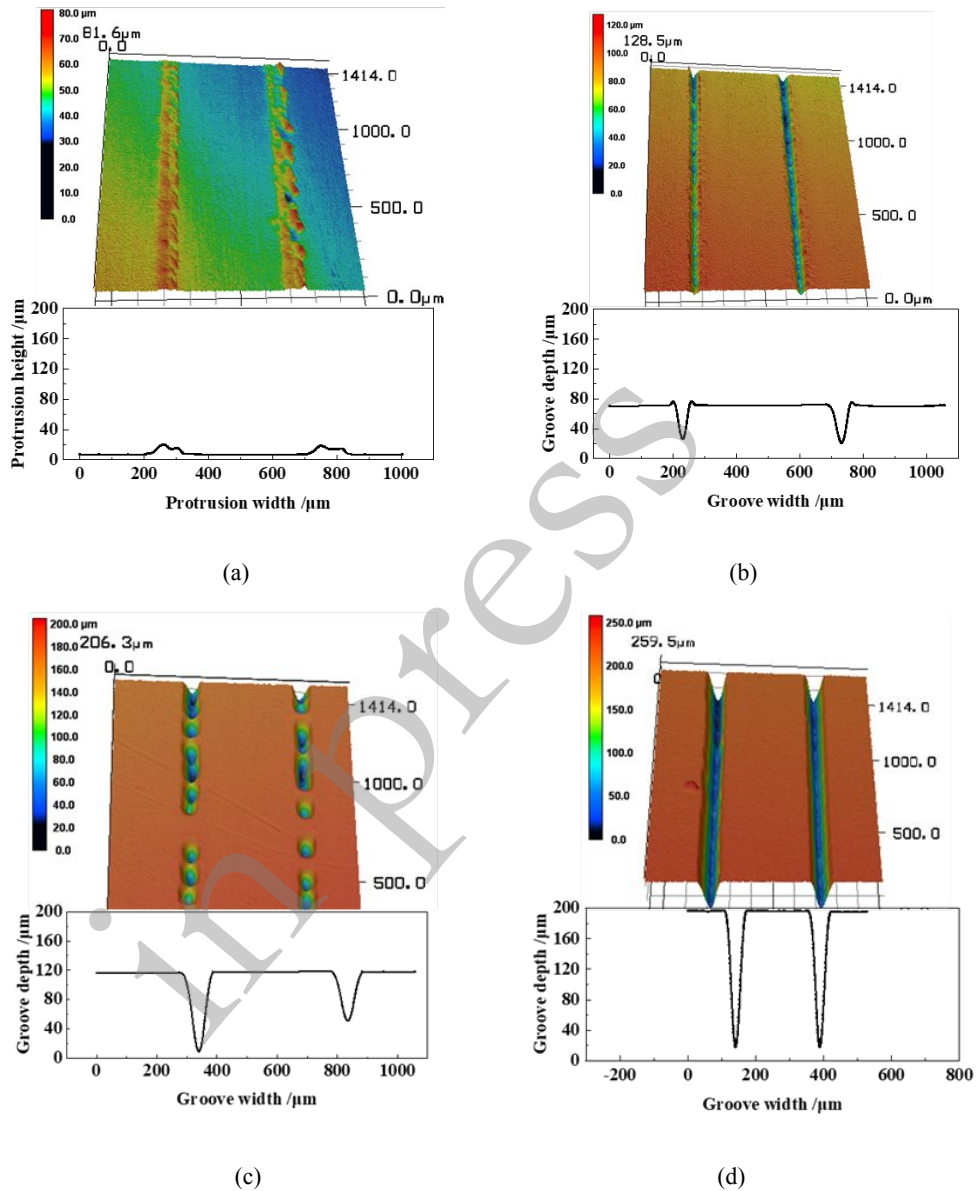 80.0 μm
70.0
60.0
50.0
40.0
30.0
20.0
10.0
0.0
81.6μm
0.0
1414.0
1000.0
500.0
0.0μm
200
160
120
80
40
0
Protrusion height /μm
0 200 400 600 800 1000
Protrusion width /μm
(a)
120.0 μm
100.0
80.0
60.0
40.0
20.0
0.0
128.5μm
0.0
1414.0
1000.0
500.0
0.0μm
200
160
120
80
40
0
Groove depth /μm
0 200 400 600 800 1000
Groove width /μm
(b)
200.0 μm
180.0
160.0
140.0
120.0
100.0
80.0
60.0
40.0
20.0
0.0
206.3μm
0.0
1414.0
1000.0
500.0
200
160
120
80
40
0
Groove depth /μm
0 200 400 600 800 1000
Groove width /μm
(c)
250.0 μm
200.0
150.0
100.0
50.0
0.0
259.5μm
0
1414.0
1000.0
500.0
200
160
120
80
40
0
Groove depth /μm
-200 0 200 400 600 800
Groove width /μm
(d)
in press